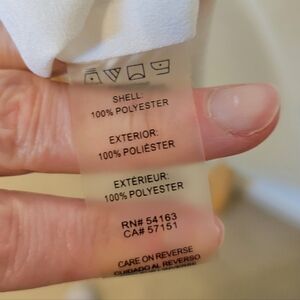 SHELL:
100% POLYESTER
EXTERIOR:
100% POLIÉSTER
EXTÉRIEUR:
100% POLYESTER
RN# 54163
CA# 57151
CARE ON REVERSE
CUIDADO AL REVERSO